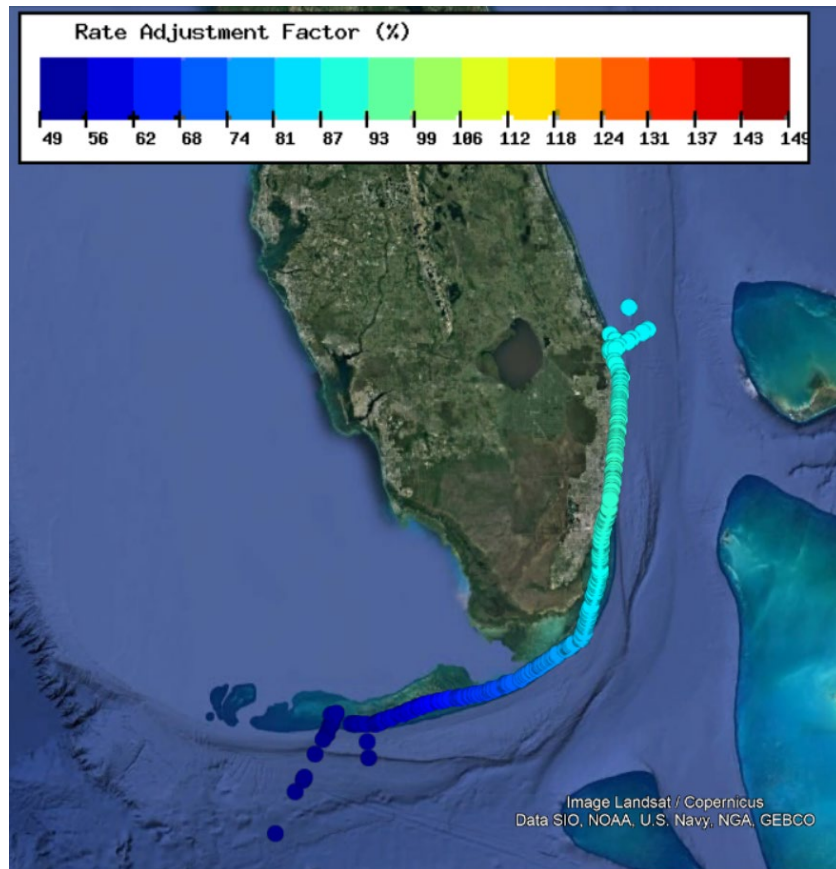 Rate Adjustment Factor (%)
49 56 62 68 74 81 87 93 99 106 112 118 124 131 137 143 149
Image Landsat / Copernicus
Data SIO, NOAA, U.S. Navy, NGA, GEBCO